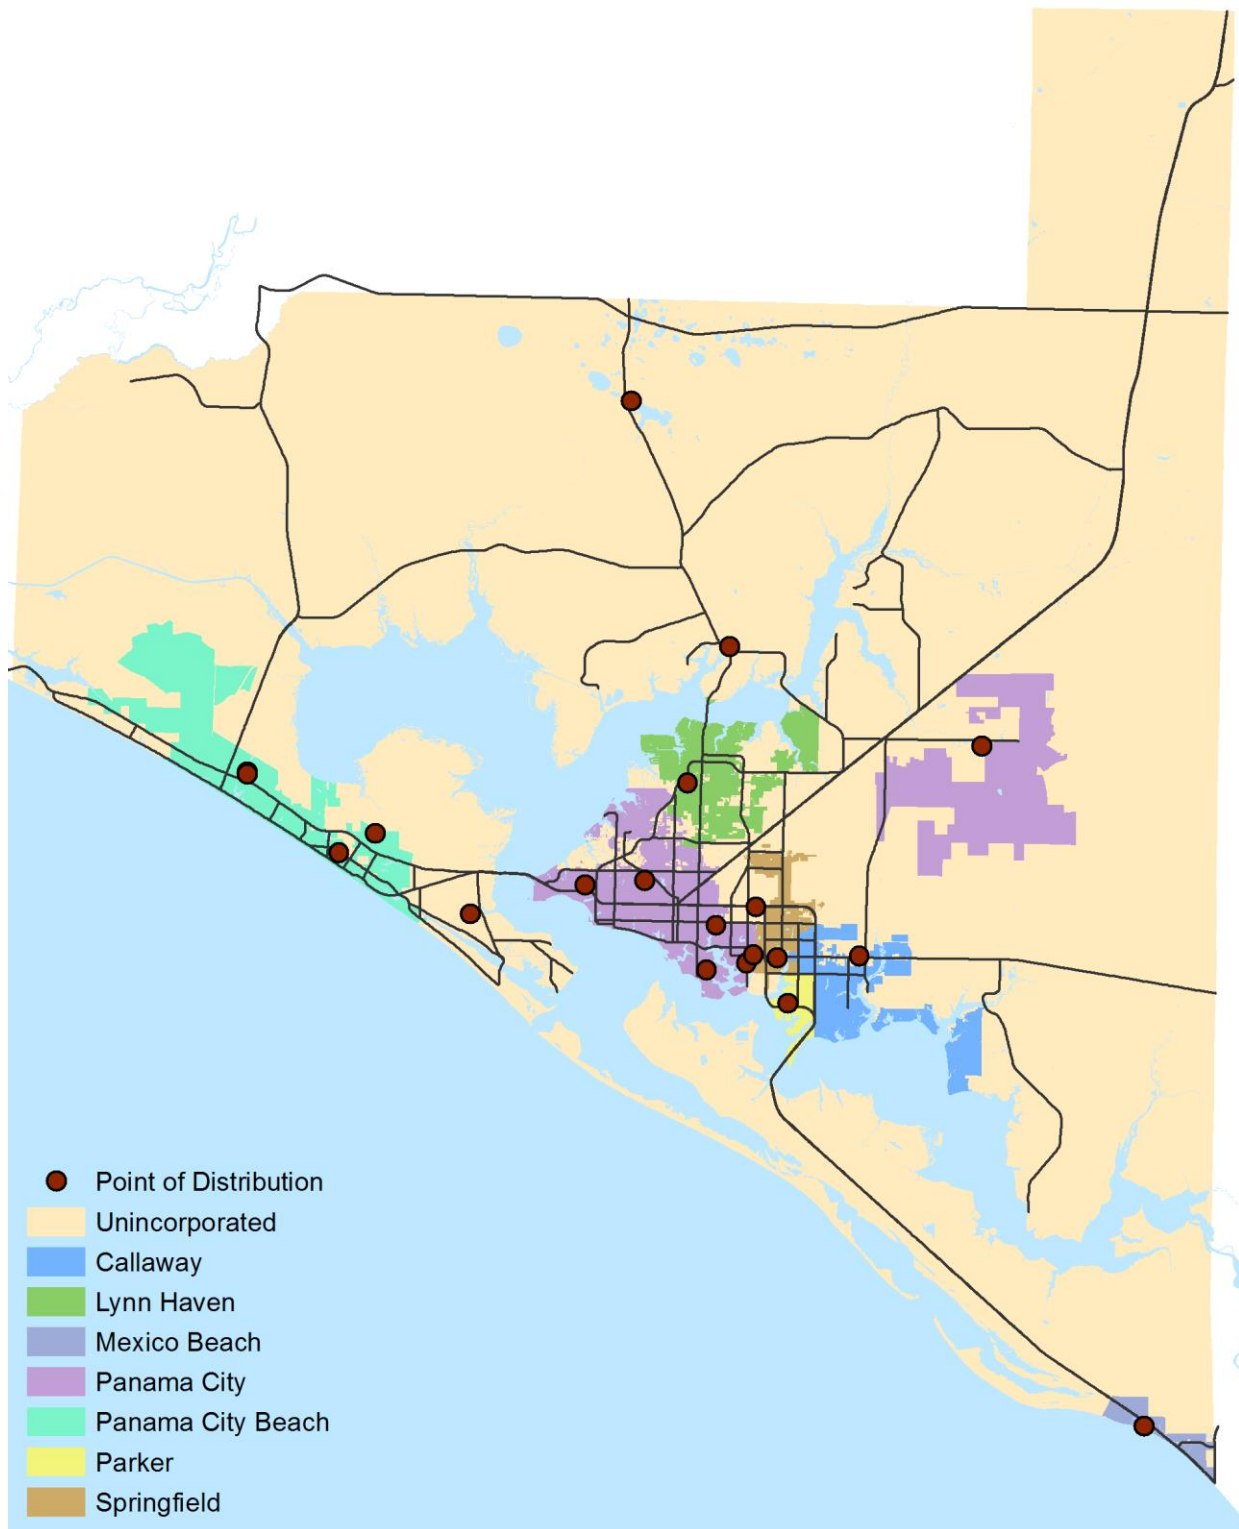 Point of Distribution
Unincorporated
Callaway
Lynn Haven
Mexico Beach
Panama City
Panama City Beach
Parker
Springfield